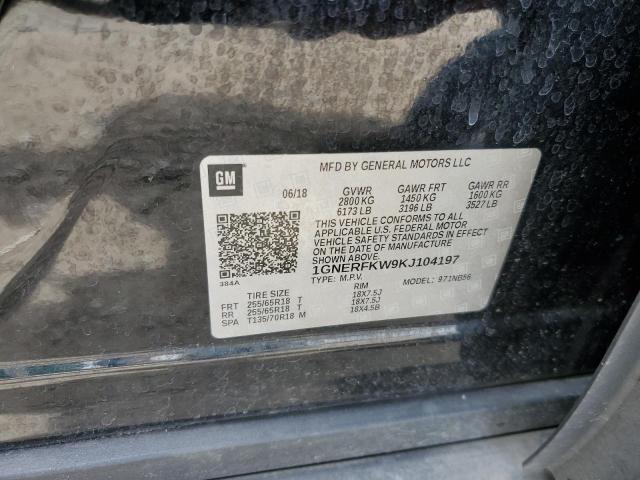 GM
MFD BY GENERAL MOTORS LLC
06/18 GVWR GAWR FRT GAWR RR
2800 KG 1450 KG 1600 KG
6173 LB 3196 LB 3527 LB
THIS VEHICLE CONFORMS TO ALL
APPLICABLE U.S. FEDERAL MOTOR
VEHICLE SAFETY STANDARDS IN EFFECT
ON THE DATE OF MANUFACTURE
1GNERFKW9KJ104197
384A
TYPE: M.P.V. MODEL: 971NB56
TIRE SIZE RIM
FRT 255/65R18 T 18X7.5J
RR 255/65R18 T 18X7.5J
SPA T135/70R18 M 18X4.5B